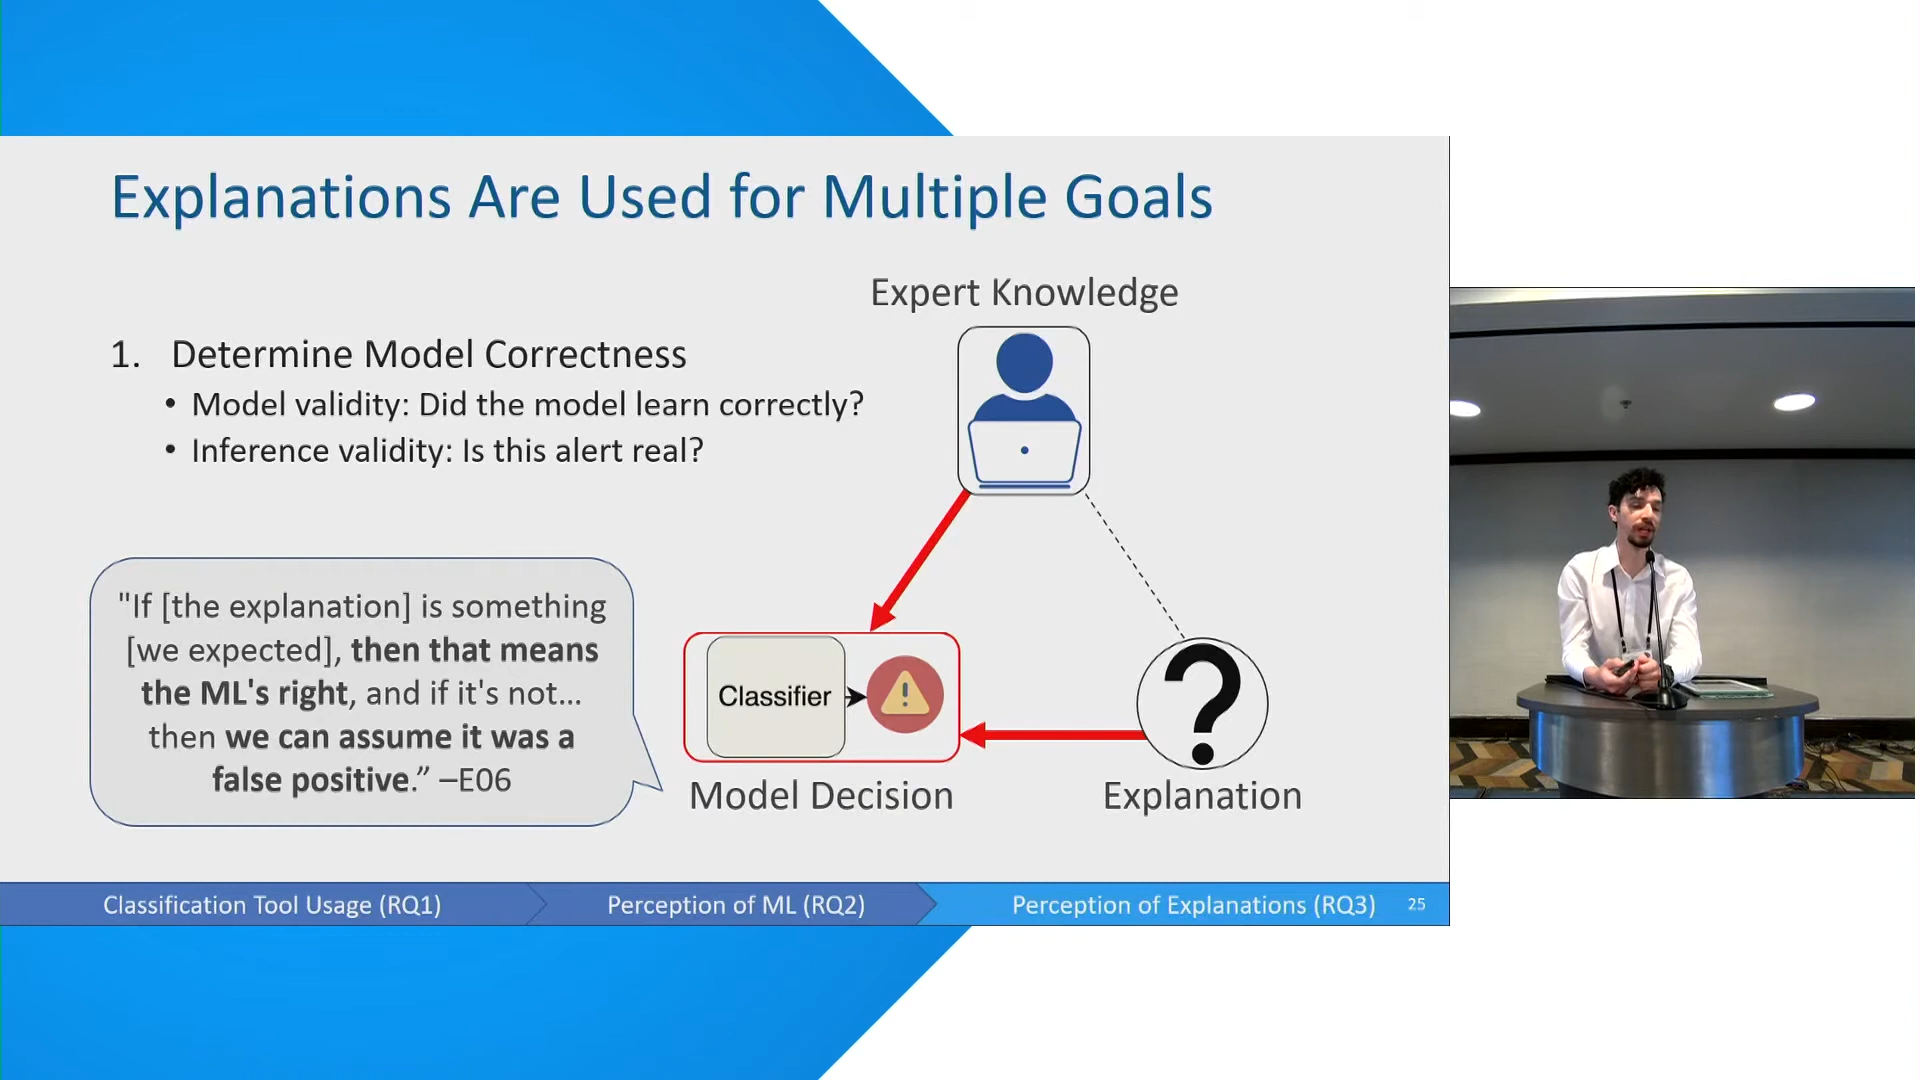 Explanations Are Used for Multiple Goals
Expert Knowledge
1. Determine Model Correctness
• Model validity: Did the model learn correctly?
• Inference validity: Is this alert real?
"If [the explanation] is something
[we expected], then that means
the ML's right, and if it's not...
then we can assume it was a
false positive.” –E06
Classifier
!
?
Model Decision
Explanation
Classification Tool Usage (RQ1)
Perception of ML (RQ2)
Perception of Explanations (RQ3)
25